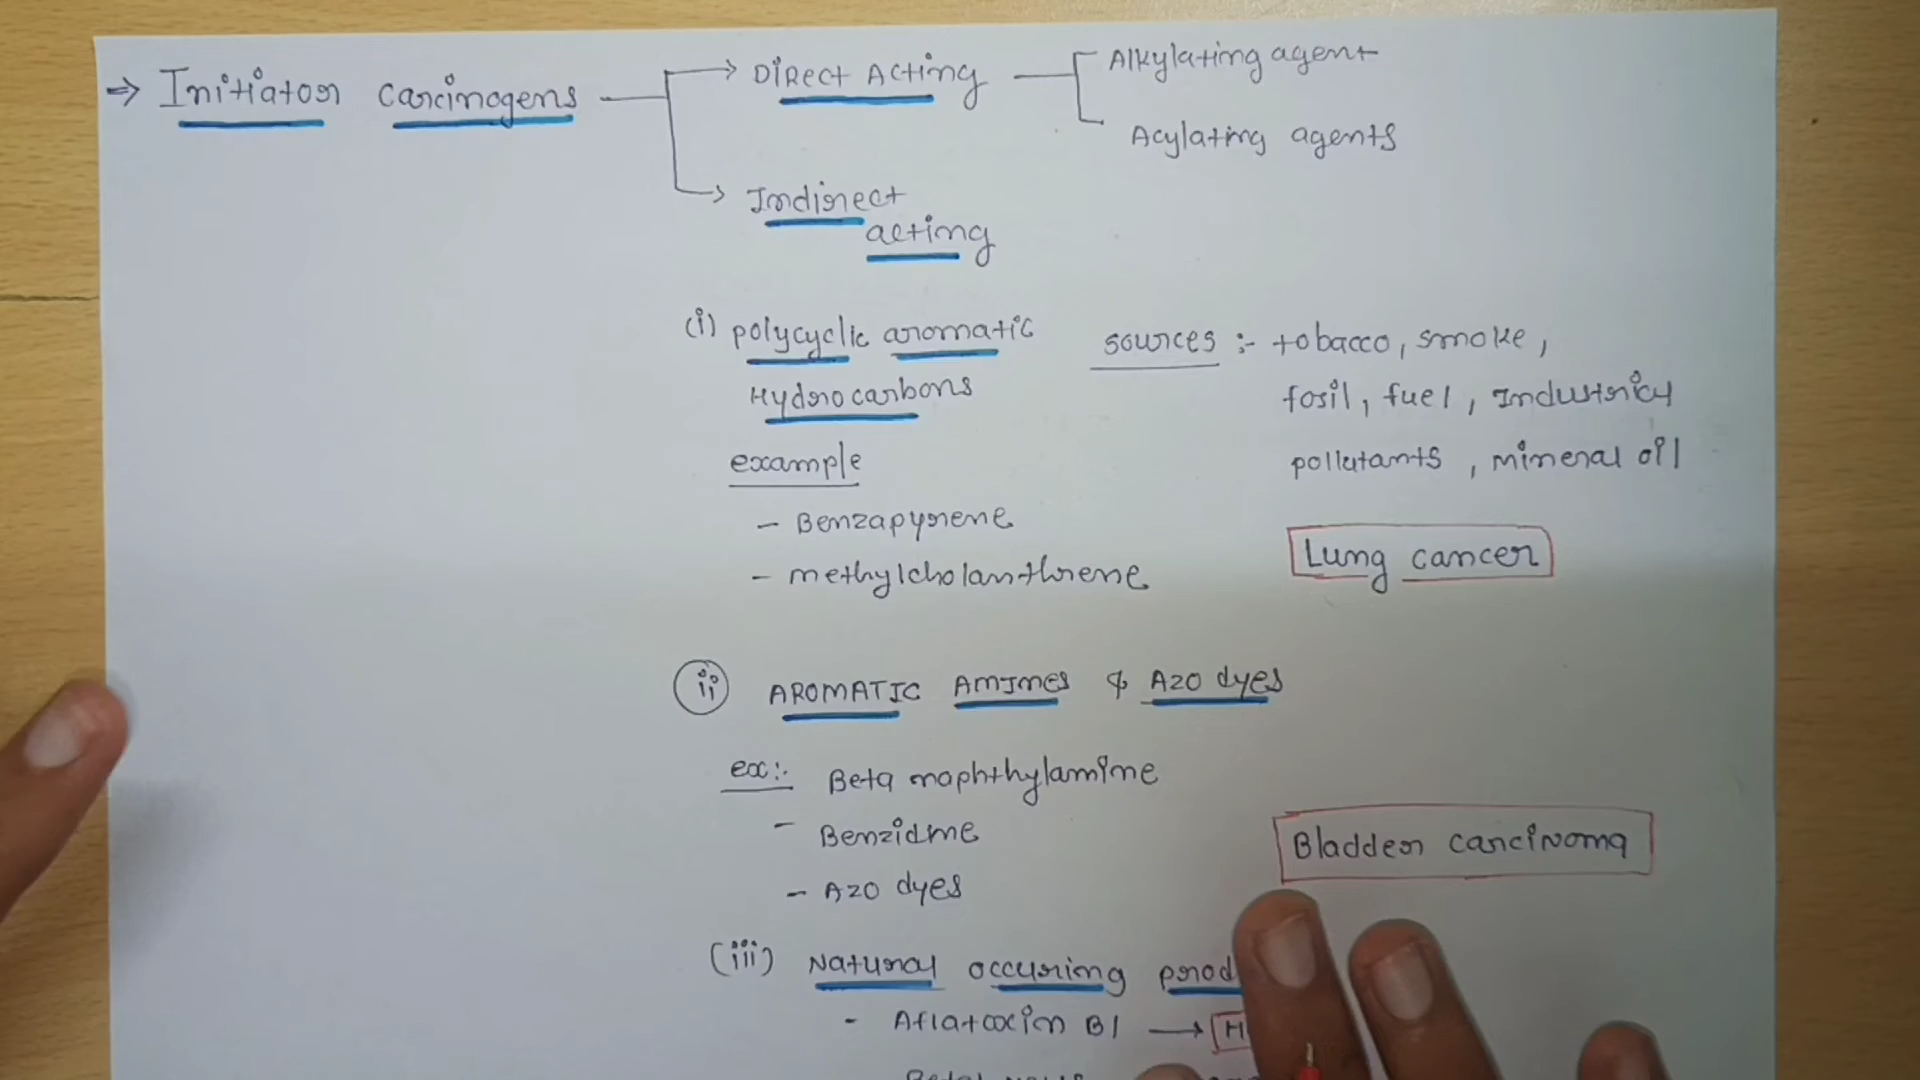 ⇒ Initiator carcinogens
Direct Acting
Alkylating agent
Acylating agents
Indirect
acting
(i) polycyclic aromatic
Hydrocarbons
sources :- tobacco, smoke,
fosil, fuel, Industricy
pollutants, mineral oil
example
- Benzapyrene
- methylcholanthrene
Lung cancer
(ii) AROMATIC AMINES & Azo dyes
ex:- Beta naphthylamine
- Benzidine
- Azo dyes
Bladder carcinoma
(iii) Natural occuring prod
- Aflatoxin B1 → H